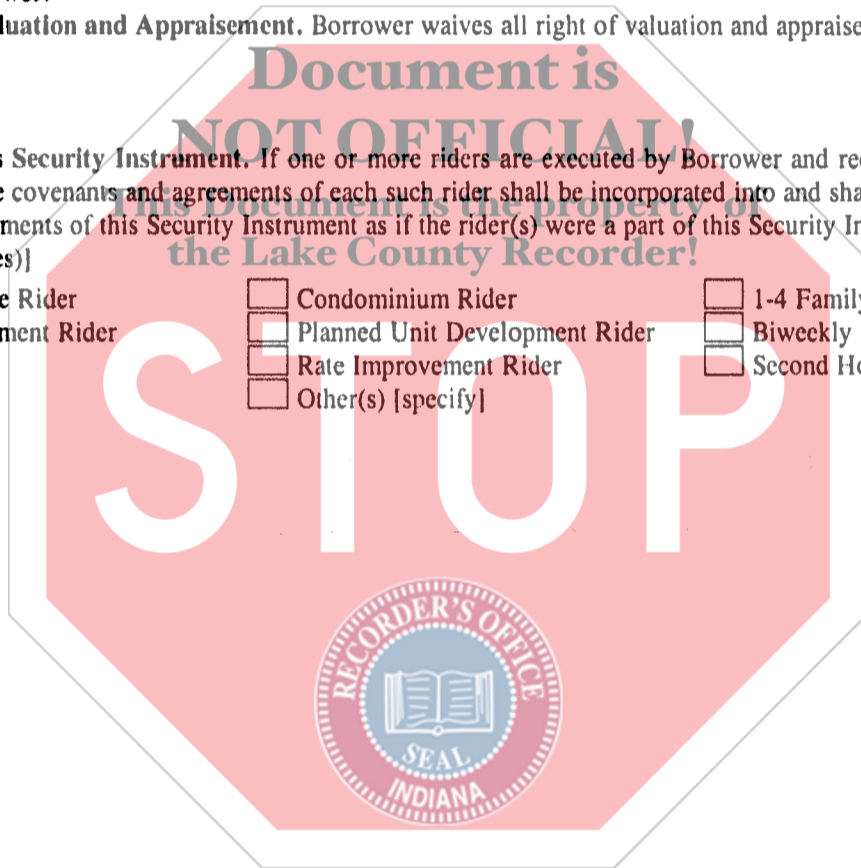 luation and Appraisement. Borrower waives all right of valuation and appraise
Document is
NOT OFFICIAL!
s Security Instrument. If one or more riders are executed by Borrower and re
e covenants and agreements of each such rider shall be incorporated into and sha
This Document is the property of
ments of this Security Instrument as if the rider(s) were a part of this Security In
the Lake County Recorder!
es)]
e Rider Condominium Rider 1-4 Family
ment Rider Planned Unit Development Rider Biweekly
Rate Improvement Rider Second Ho
Other(s) [specify]
STOP
RECORDER'S OFFICE
SEAL
INDIANA